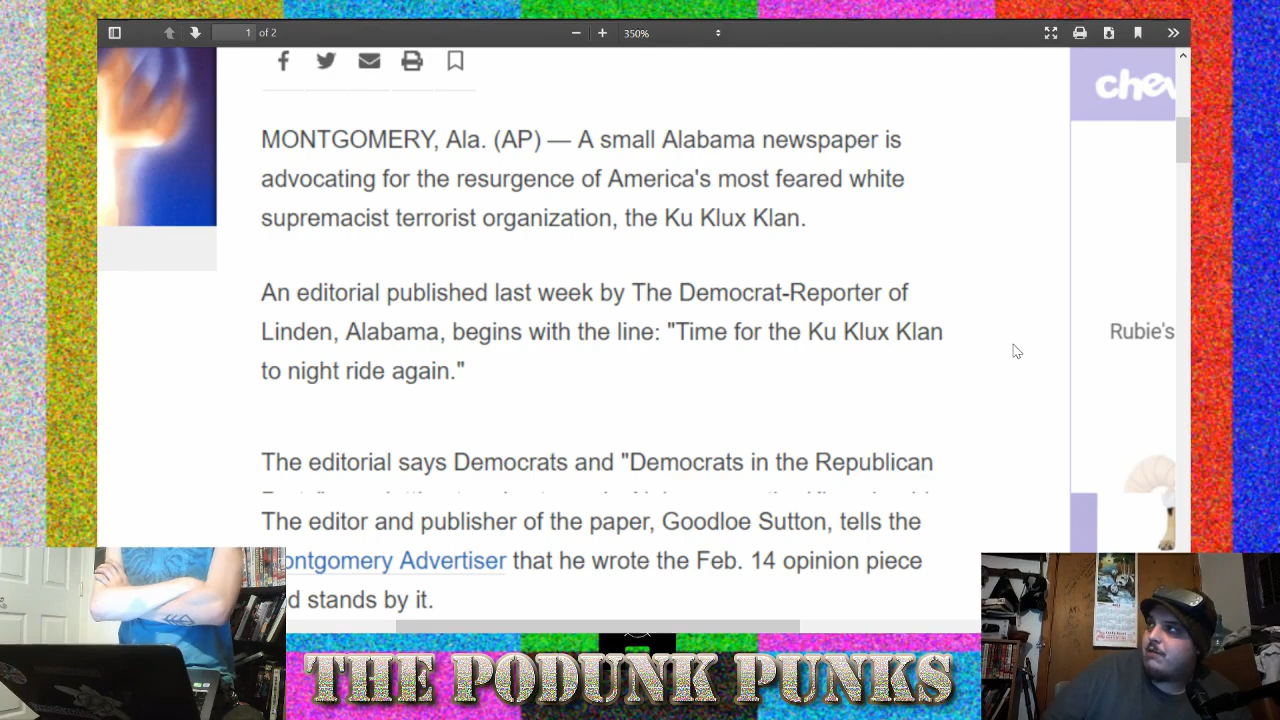 1 of 2
350%
chew
MONTGOMERY, Ala. (AP) — A small Alabama newspaper is
advocating for the resurgence of America's most feared white
supremacist terrorist organization, the Ku Klux Klan.
An editorial published last week by The Democrat-Reporter of
Linden, Alabama, begins with the line: "Time for the Ku Klux Klan
to night ride again."
Rubie's
The editorial says Democrats and "Democrats in the Republican
The editor and publisher of the paper, Goodloe Sutton, tells the
ontgomery Advertiser that he wrote the Feb. 14 opinion piece
d stands by it.
THE PODUNK PUNKS